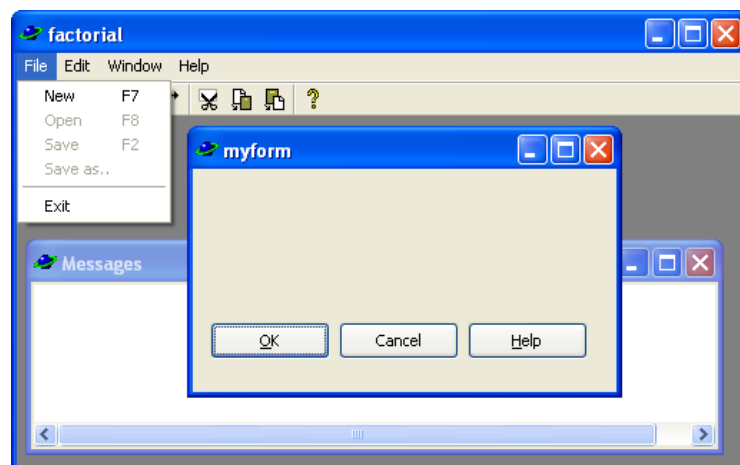 factorial
File Edit Window Help
New F7
Open F8
Save F2
Save as..
Exit
?
myform
Messages
OK Cancel Help